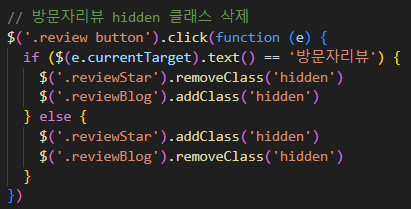 // 방문자리뷰 hidden 클래스 삭제
$('.review button').click(function (e) {
  if ($(e.currentTarget).text() == '방문자리뷰') {
    $('.reviewStar').removeClass('hidden')
    $('.reviewBlog').addClass('hidden')
  } else {
    $('.reviewStar').addClass('hidden')
    $('.reviewBlog').removeClass('hidden')
  }
})